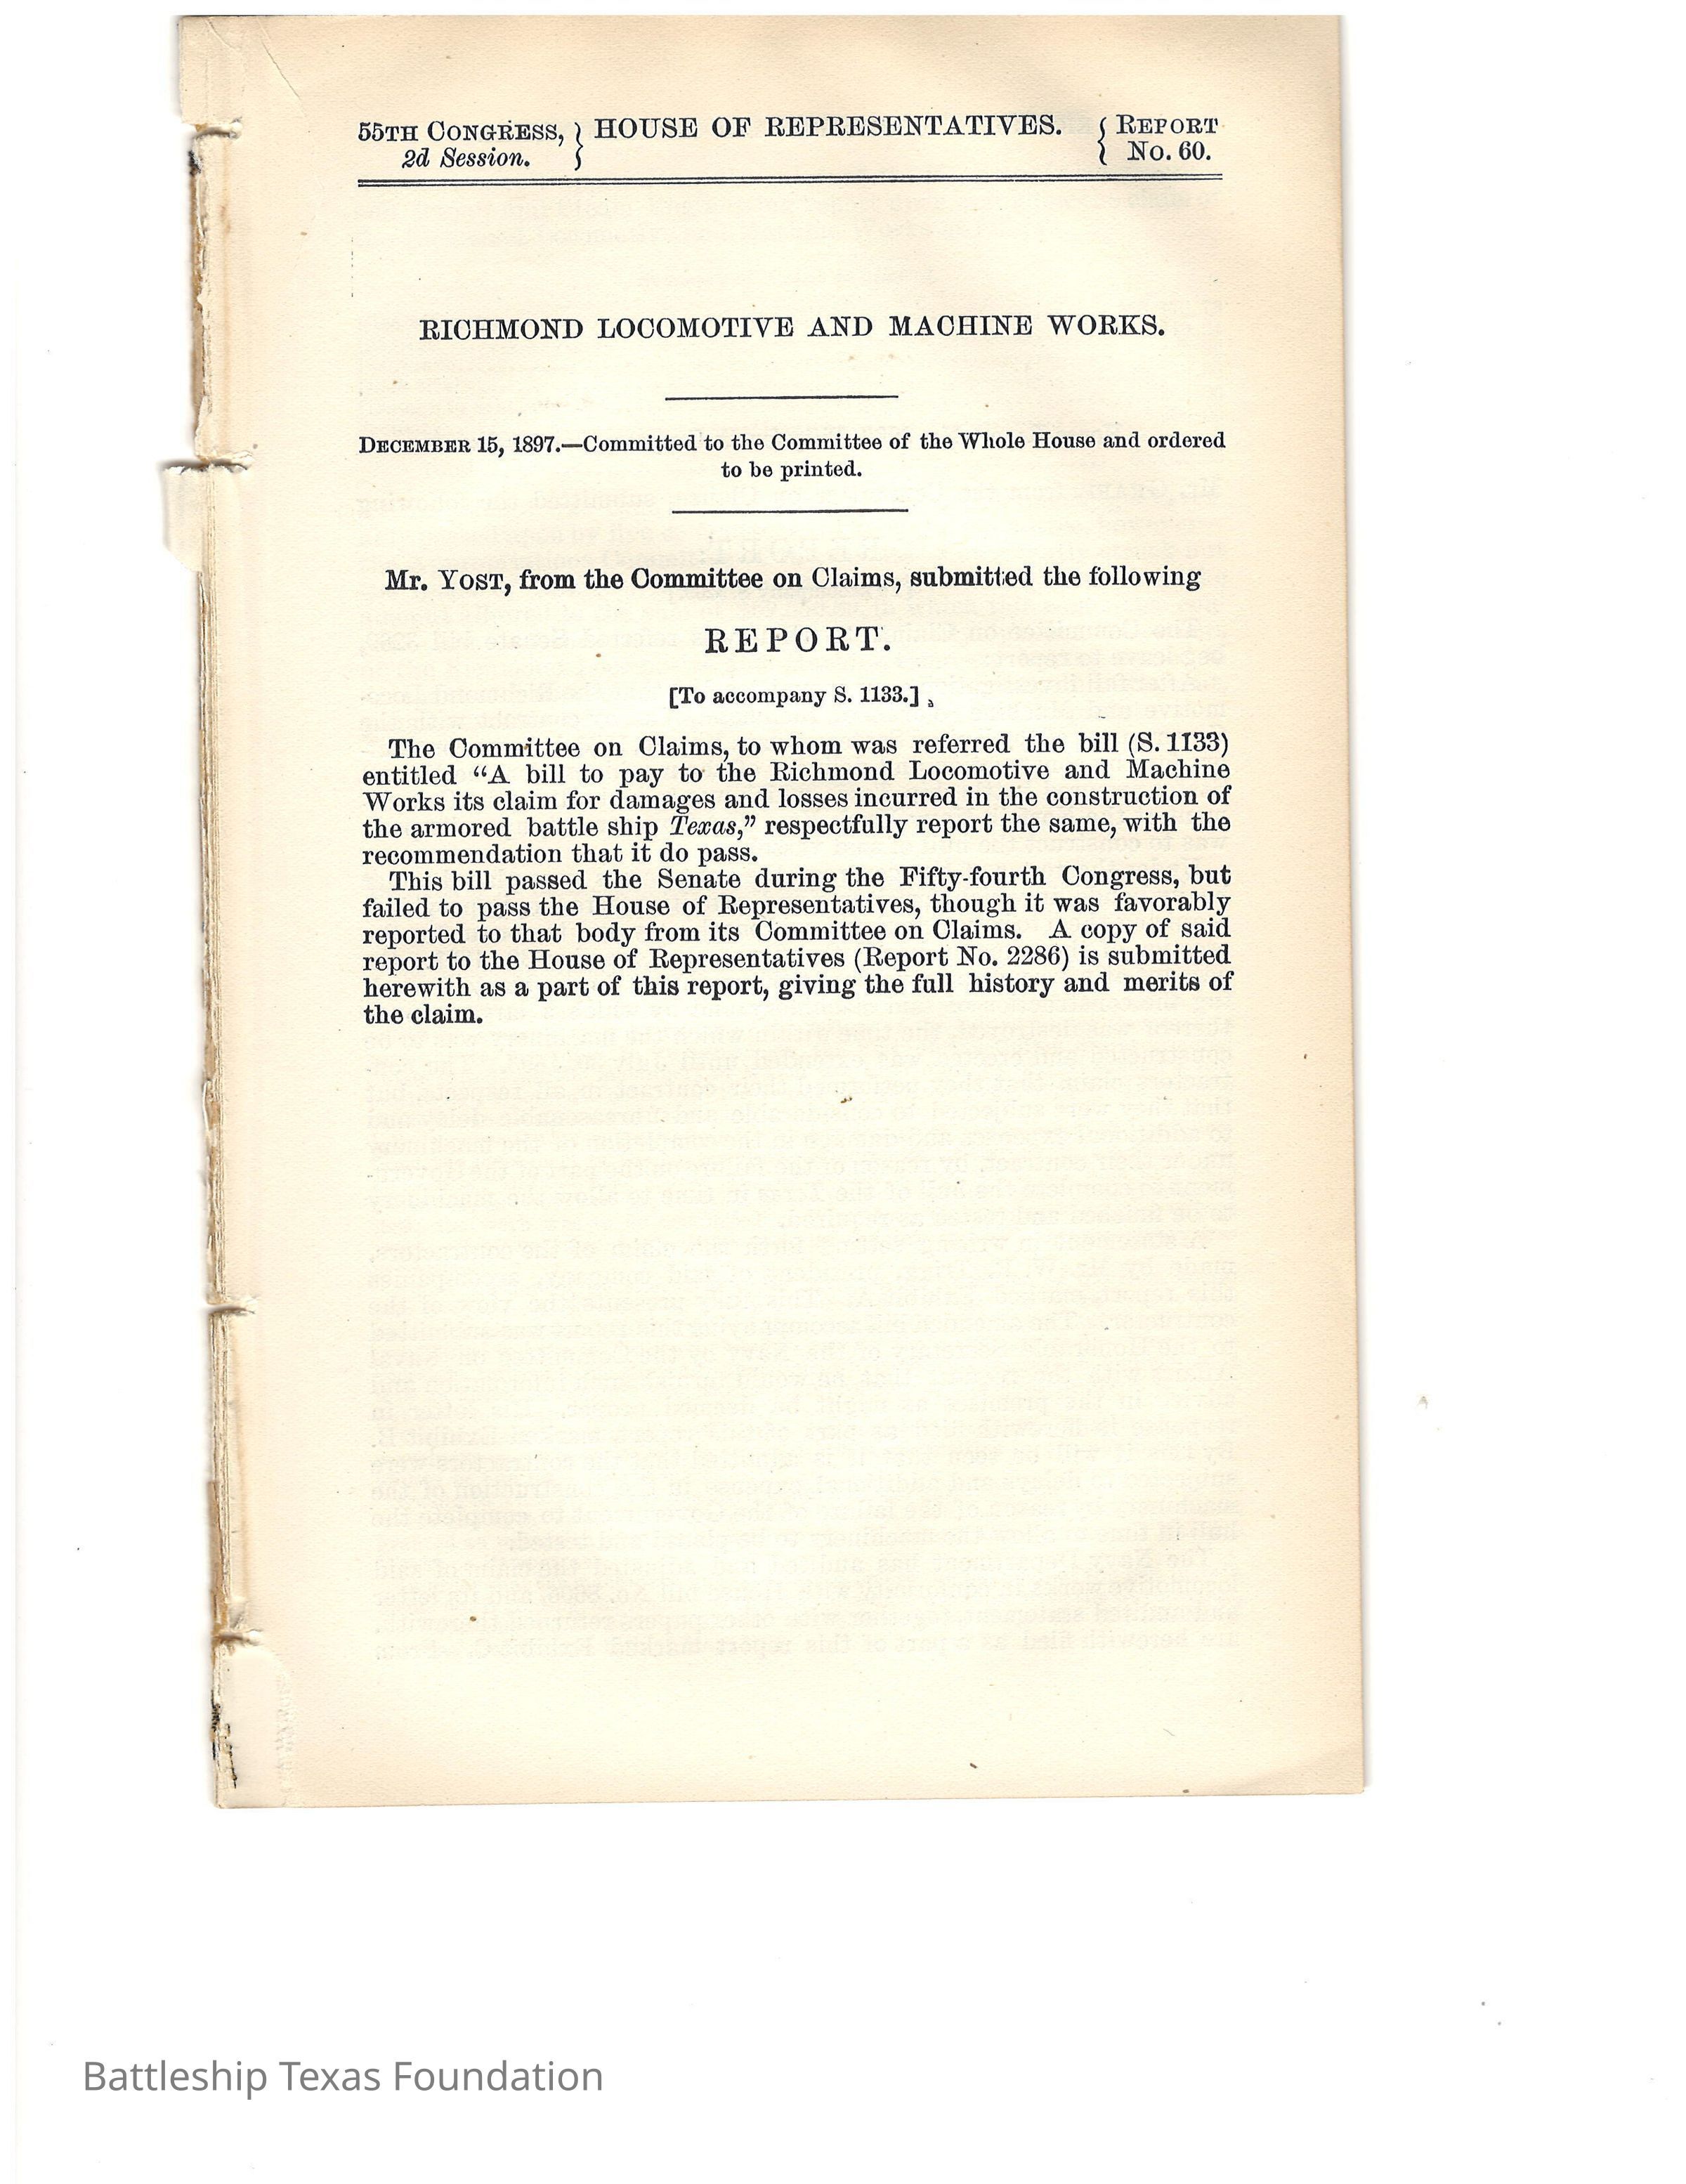 55TH CONGRESS, } HOUSE OF REPRESENTATIVES. { REPORT
2d Session. } { No. 60.
RICHMOND LOCOMOTIVE AND MACHINE WORKS.
DECEMBER 15, 1897.—Committed to the Committee of the Whole House and ordered
to be printed.
Mr. YOST, from the Committee on Claims, submitted the following
REPORT.
[To accompany S. 1133.]
The Committee on Claims, to whom was referred the bill (S. 1133)
entitled “A bill to pay to the Richmond Locomotive and Machine
Works its claim for damages and losses incurred in the construction of
the armored battle ship Texas,” respectfully report the same, with the
recommendation that it do pass.
This bill passed the Senate during the Fifty-fourth Congress, but
failed to pass the House of Representatives, though it was favorably
reported to that body from its Committee on Claims. A copy of said
report to the House of Representatives (Report No. 2286) is submitted
herewith as a part of this report, giving the full history and merits of
the claim.
Battleship Texas Foundation